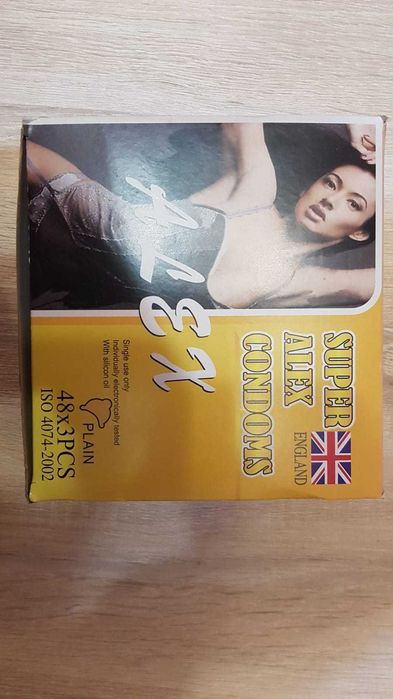 SUPER
ALEX
CONDOMS
ENGLAND
ALEX
Single use only
Individually electronically tested
With silicon oil
PLAIN
48x3PCS
ISO 4074-2002